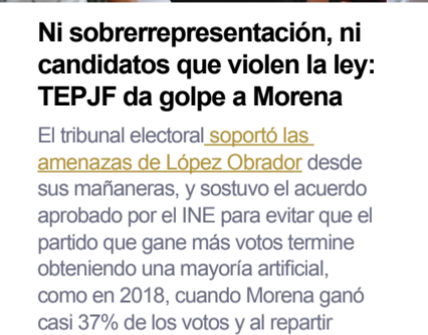 Ni sobrerrepresentación, ni
candidatos que violen la ley:
TEPJF da golpe a Morena
El tribunal electoral soportó las
amenazas de López Obrador desde
sus mañaneras, y sostuvo el acuerdo
aprobado por el INE para evitar que el
partido que gane más votos termine
obteniendo una mayoría artificial,
como en 2018, cuando Morena ganó
casi 37% de los votos y al repartir